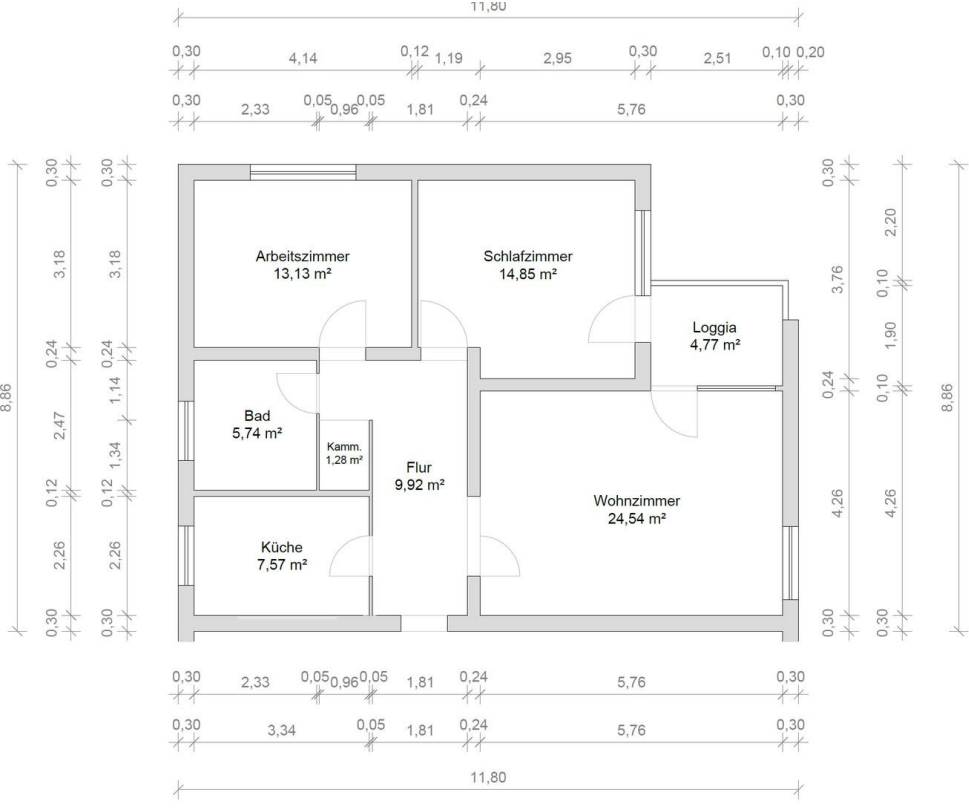 11,80
0,30 4,14 0,12 1,19 2,95 0,30 2,51 0,10 0,20
0,30 2,33 0,05 0,96 0,05 1,81 0,24 5,76 0,30
8,86
0,30 3,18 0,24 2,47 0,12 2,26 0,30
0,30 3,18 0,24 1,14 1,34 0,12 2,26 0,30
Arbeitszimmer
13,13 m²
Schlafzimmer
14,85 m²
Loggia
4,77 m²
Bad
5,74 m²
Kamm.
1,28 m²
Flur
9,92 m²
Wohnzimmer
24,54 m²
Küche
7,57 m²
0,30 3,76 0,24 4,26 0,30
2,20 0,10 1,90 0,10 4,26 0,30
8,86
0,30 2,33 0,05 0,96 0,05 1,81 0,24 5,76 0,30
0,30 3,34 0,05 1,81 0,24 5,76 0,30
11,80